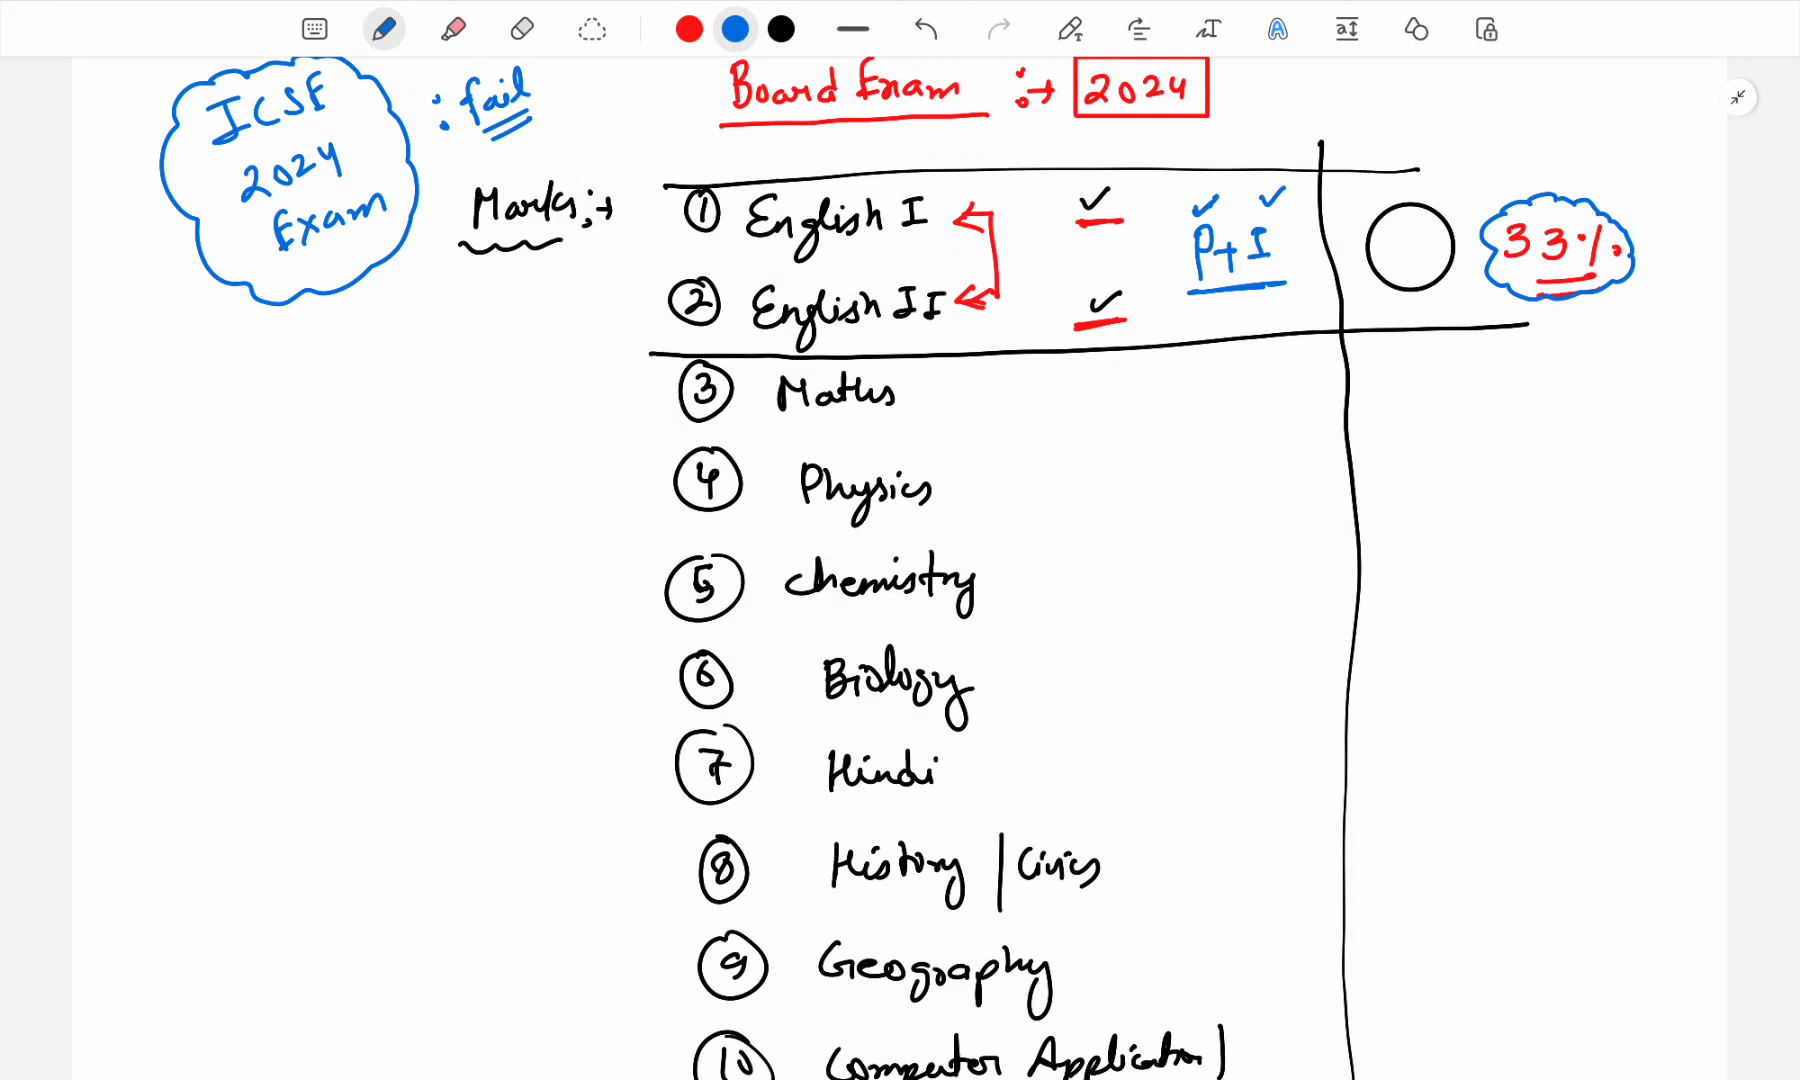 ICSE
2024
Exam
: fail
Board Exam :→ 2024
Marks :→
① English I ✓ ✓ ✓
P+I
33%
② English II ✓
③ Maths
④ Physics
⑤ Chemistry
⑥ Biology
⑦ Hindi
⑧ History | Civics
⑨ Geography
⑩ Computer Application |